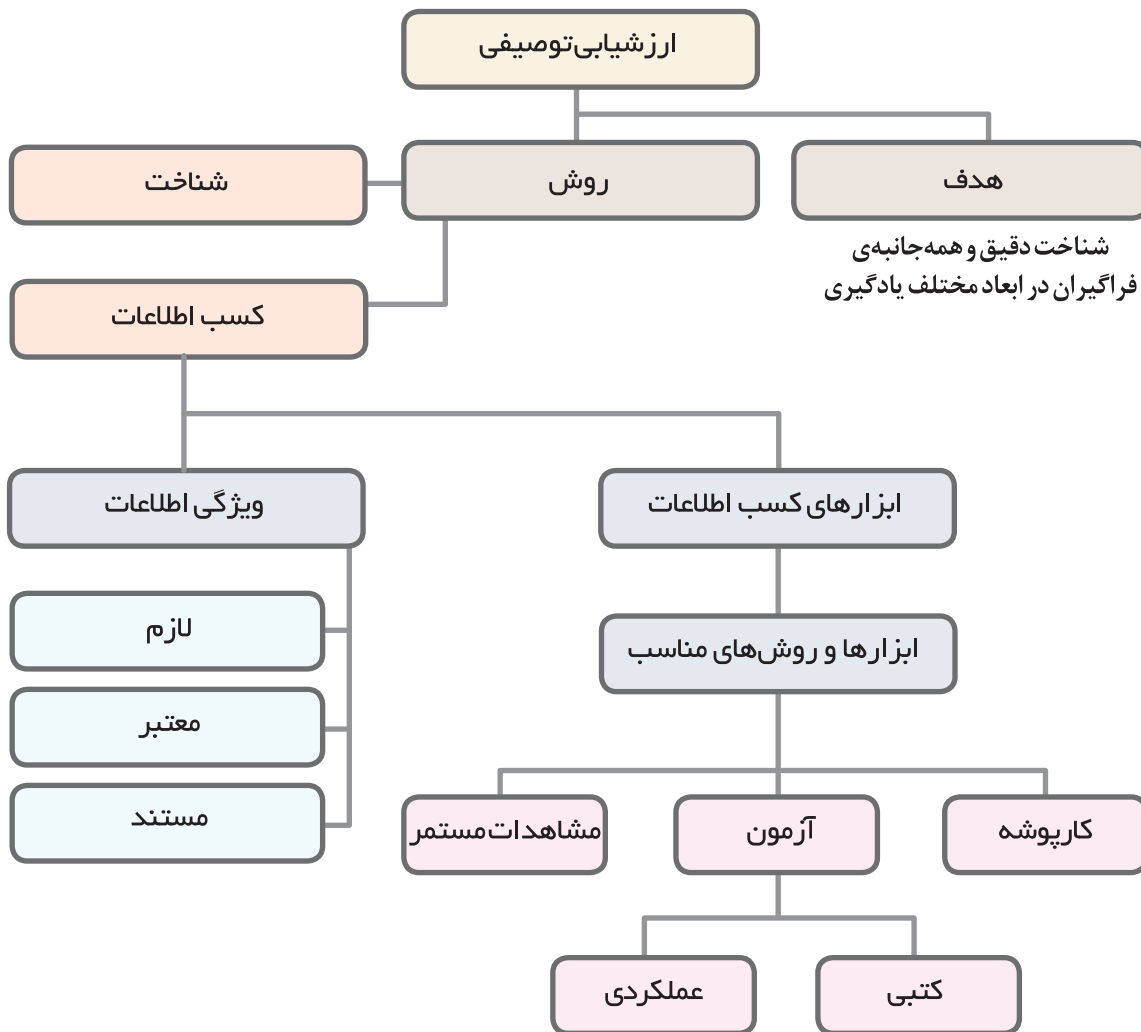 ارزشیابی توصیفی
هدف
روش
شناخت
شناخت دقیق و همه‌جانبه‌ی
فراگیران در ابعاد مختلف یادگیری
کسب اطلاعات
ابزارهای کسب اطلاعات
ویژگی اطلاعات
ابزارها و روش‌های مناسب
لازم
معتبر
مستند
کارپوشه
آزمون
مشاهدات مستمر
کتبی
عملکردی